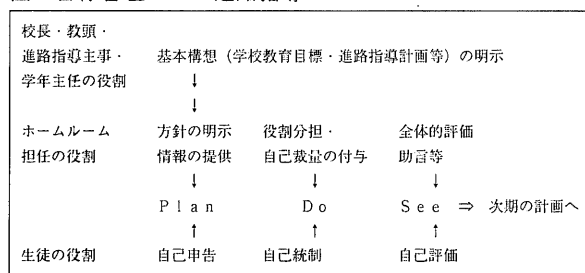 校長・教頭・
進路指導主事・ 基本構想（学校教育目標・進路指導計画等）の明示
学年主任の役割 ↓
↓
ホームルーム 方針の明示 役割分担・ 全体的評価
担任の役割 情報の提供 自己裁量の付与 助言等
↓ ↓ ↓
Plan Do See ⇒ 次期の計画へ
↑ ↑ ↑
生徒の役割 自己申告 自己統制 自己評価